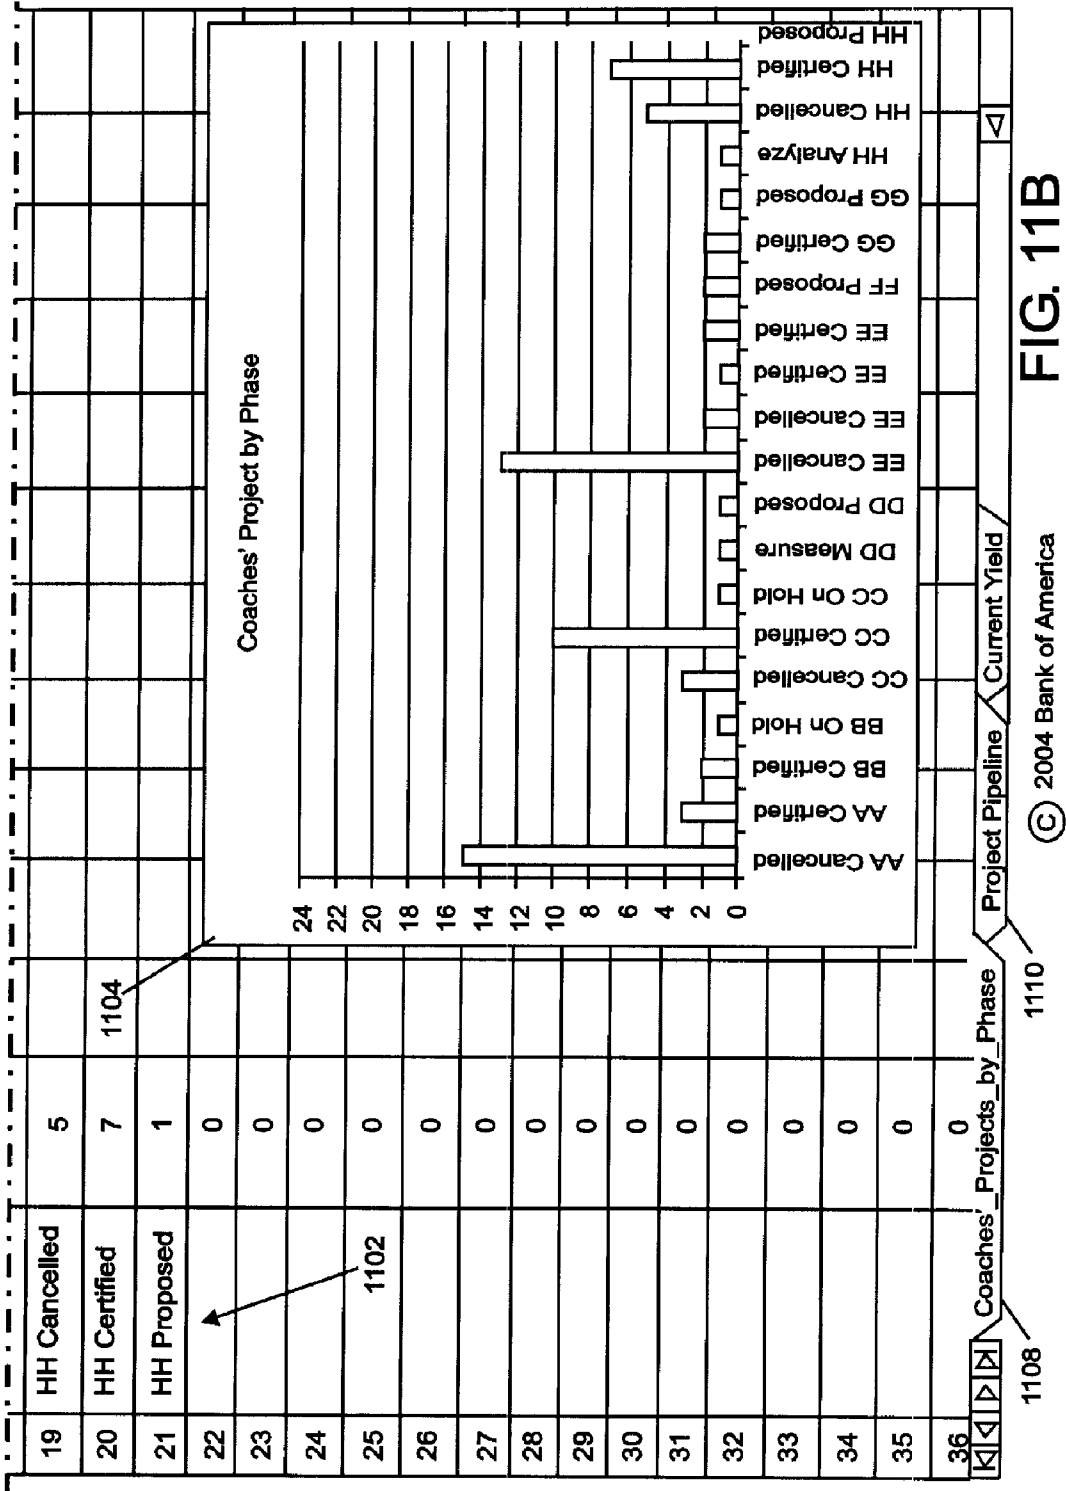 19 HH Cancelled 5
20 HH Certified 7
21 HH Proposed 1
22 0
23 0
24 0
25 0
26 0
27 0
28 0
29 0
30 0
31 0
32 0
33 0
34 0
35 0
36 0
1102
1104
Coaches' Project by Phase
24
22
20
18
16
14
12
10
8
6
4
2
0
AA Cancelled
AA Certified
BB Certified
BB On Hold
CC Cancelled
CC Certified
CC On Hold
DD Measure
DD Proposed
EE Cancelled
EE Cancelled
EE Certified
EE Certified
FF Proposed
GG Certified
GG Proposed
HH Analyze
HH Cancelled
HH Certified
HH Proposed
Coaches'_Projects_by_Phase Project Pipeline Current Yield
1108
1110
© 2004 Bank of America
FIG. 11B